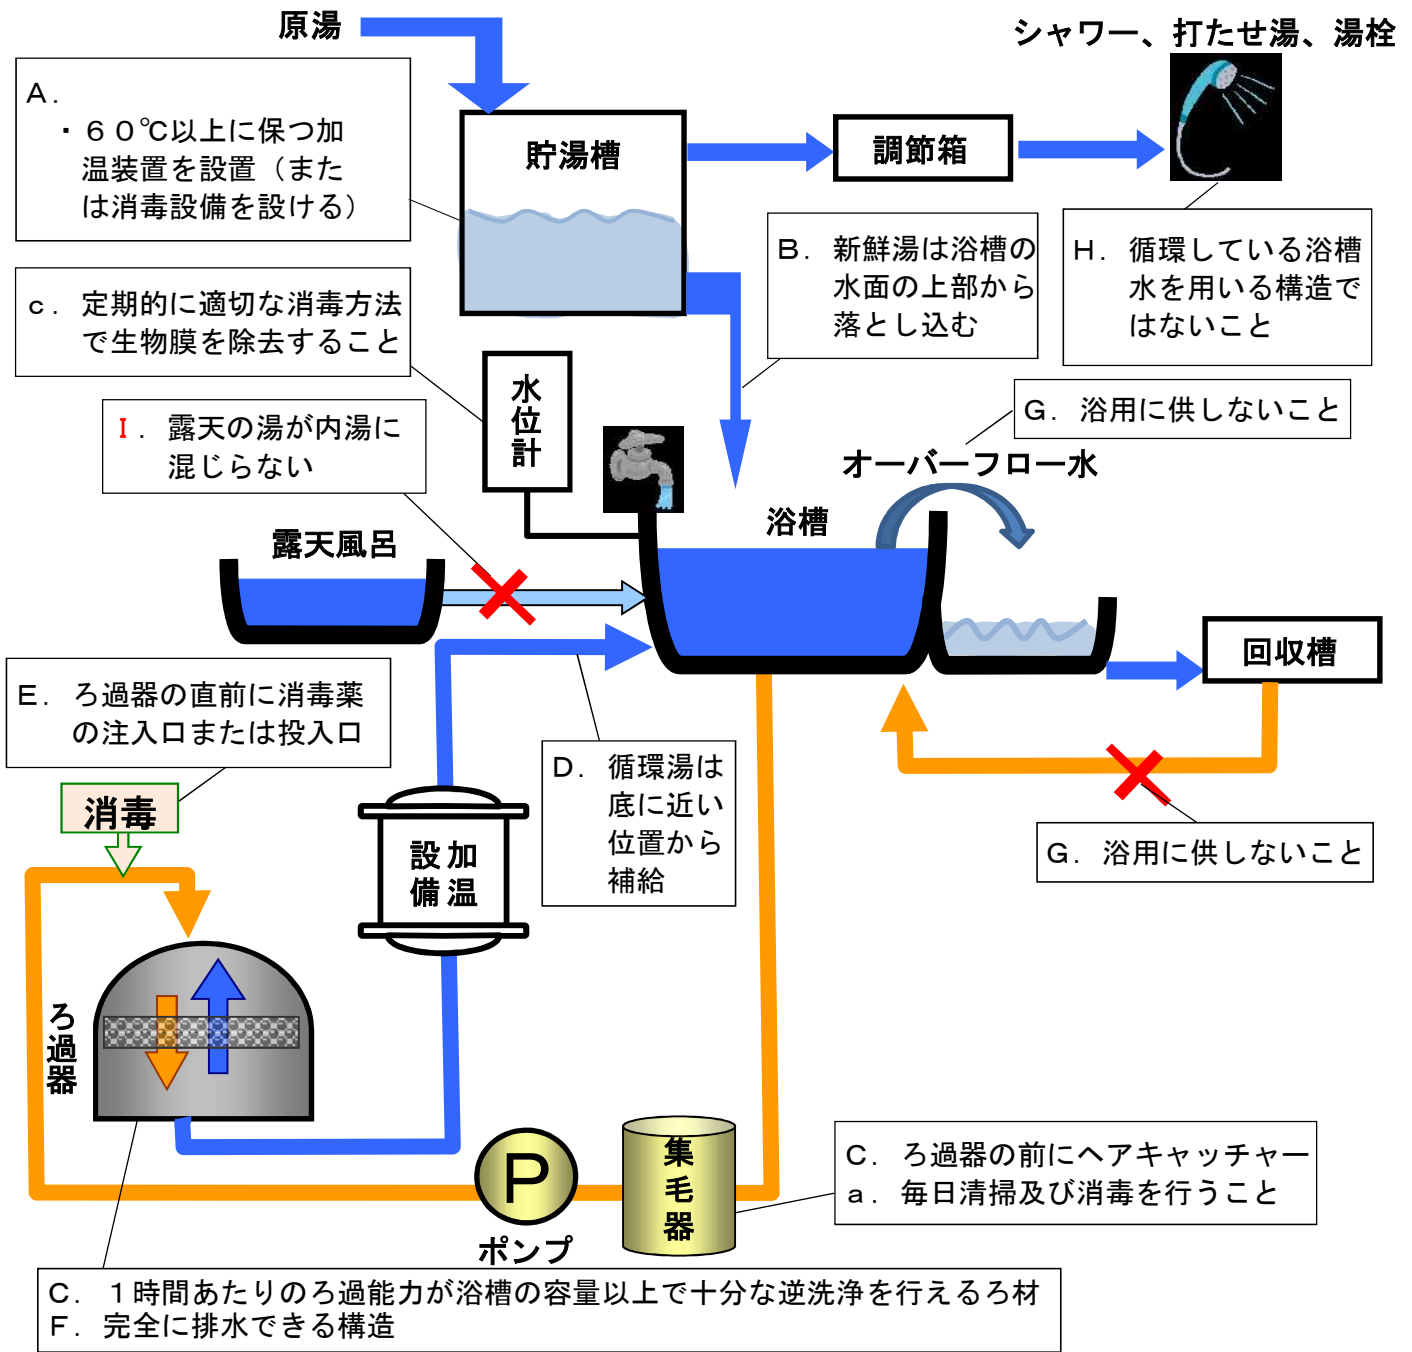 原湯
シャワー、打たせ湯、湯栓
A.
・６０℃以上に保つ加
温装置を設置（また
は消毒設備を設ける）
貯湯槽
調節箱
B. 新鮮湯は浴槽の
水面の上部から
落とし込む
H. 循環している浴槽
水を用いる構造で
はないこと
c. 定期的に適切な消毒方法
で生物膜を除去すること
水位計
I. 露天の湯が内湯に
混じらない
G. 浴用に供しないこと
オーバーフロー水
浴槽
露天風呂
回収槽
E. ろ過器の直前に消毒薬
の注入口または投入口
消毒
D. 循環湯は
底に近い
位置から
補給
G. 浴用に供しないこと
加温
設備
ろ過器
P
ポンプ
集毛器
C. ろ過器の前にヘアキャッチャー
a. 毎日清掃及び消毒を行うこと
C. １時間あたりのろ過能力が浴槽の容量以上で十分な逆洗浄を行えるろ材
F. 完全に排水できる構造